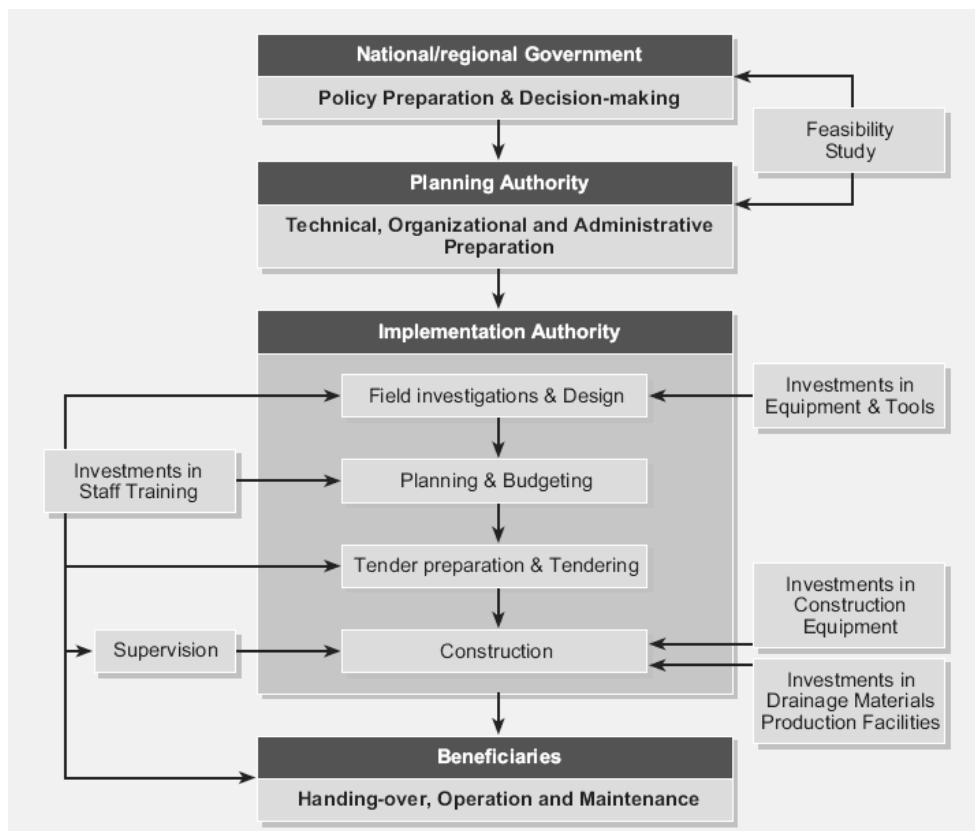 National/regional Government
Policy Preparation & Decision-making
Feasibility
Study
Planning Authority
Technical, Organizational and Administrative
Preparation
Implementation Authority
Field investigations & Design
Investments in
Equipment & Tools
Investments in
Staff Training
Planning & Budgeting
Tender preparation & Tendering
Investments in
Construction
Equipment
Supervision
Construction
Investments in
Drainage Materials
Production Facilities
Beneficiaries
Handing-over, Operation and Maintenance